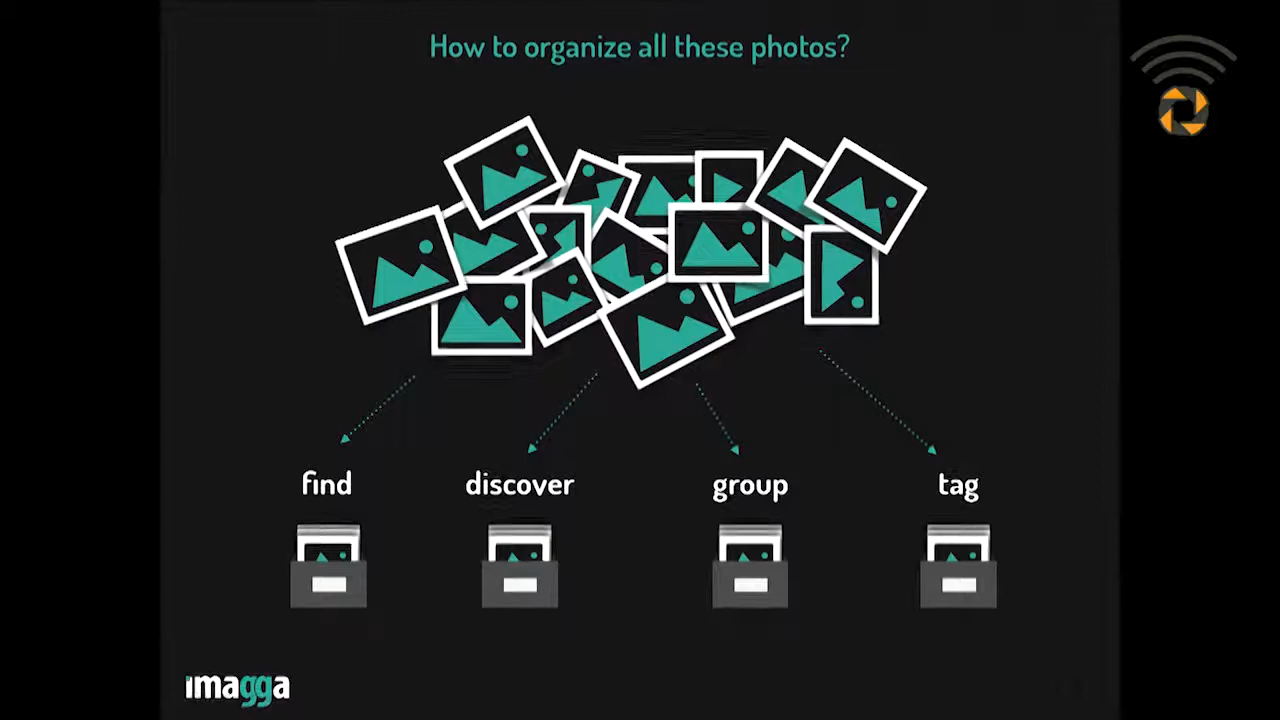 How to organize all these photos?
find discover group tag
imagga